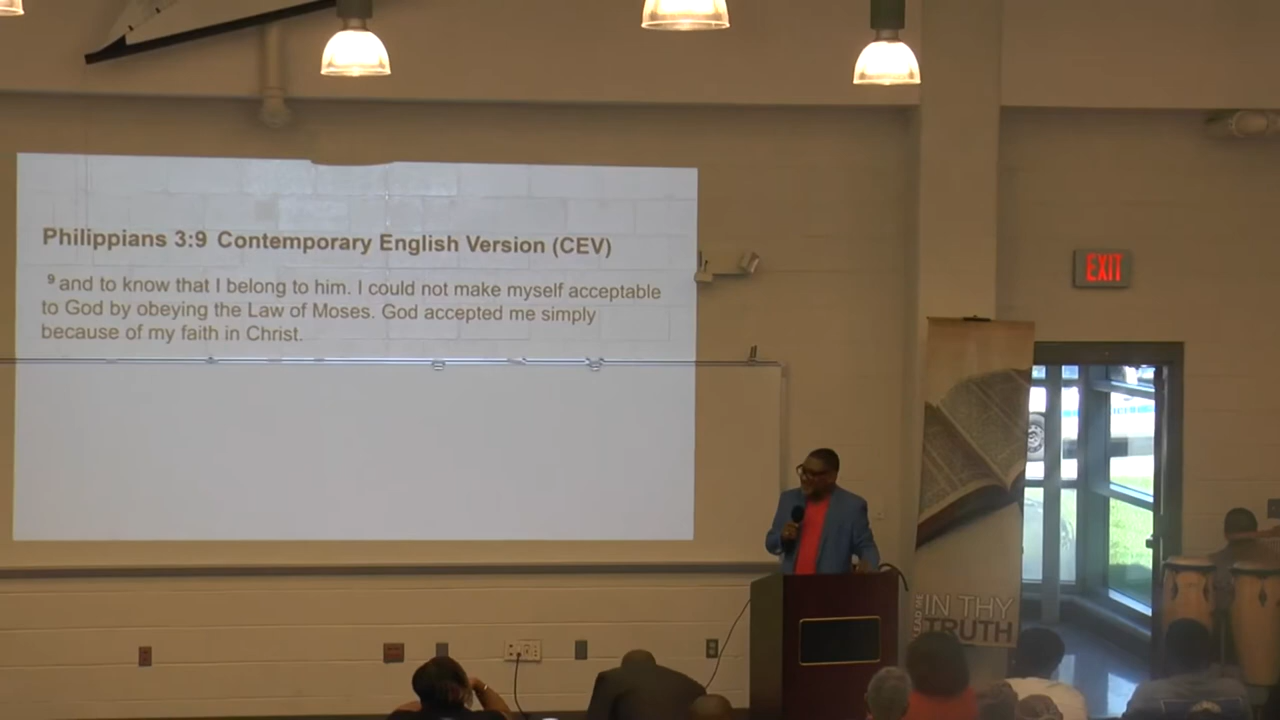 Philippians 3:9 Contemporary English Version (CEV)
9 and to know that I belong to him. I could not make myself acceptable
to God by obeying the Law of Moses. God accepted me simply
because of my faith in Christ.
EXIT
LEAD ME
IN THY
TRUTH